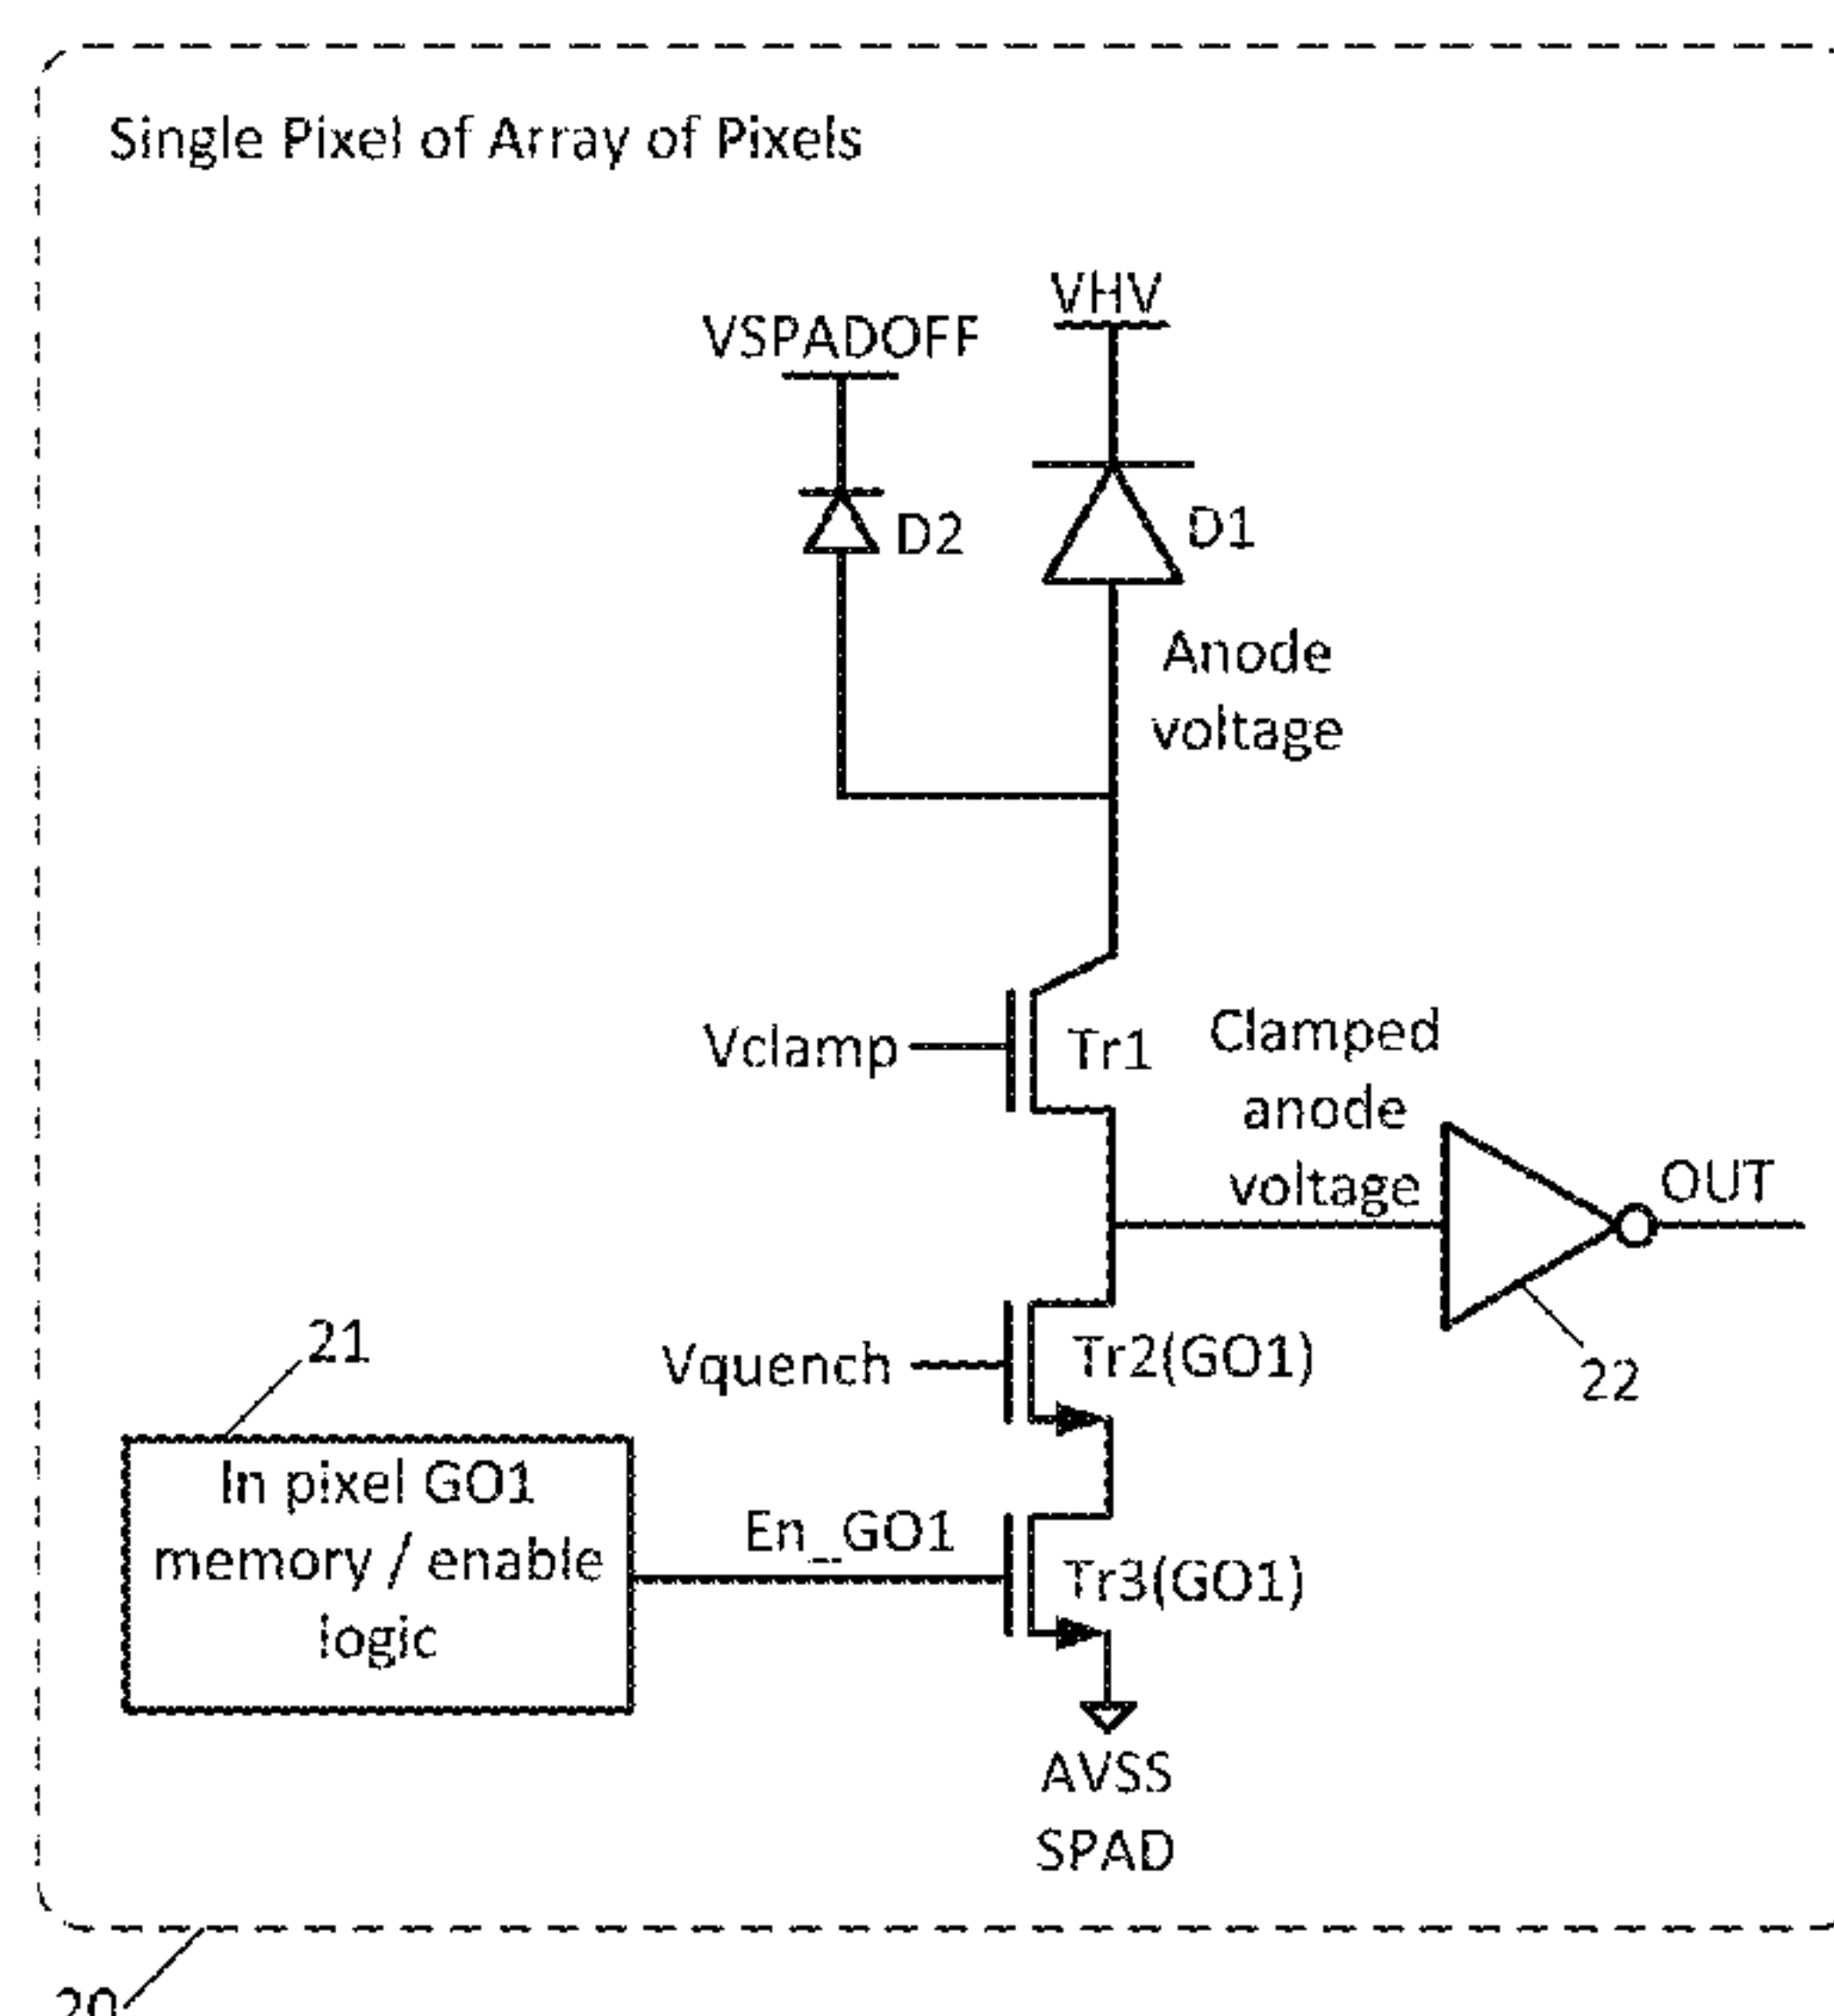 Single Pixel of Array of Pixels
VHV
VSPADOFF
D2
D1
Anode
voltage
Vclamp
Tr1
Clamped
anode
voltage
OUT
22
Vquench
Tr2(GO1)
21
In pixel GO1
memory / enable
logic
En_GO1
Tr3(GO1)
AVSS
SPAD
20